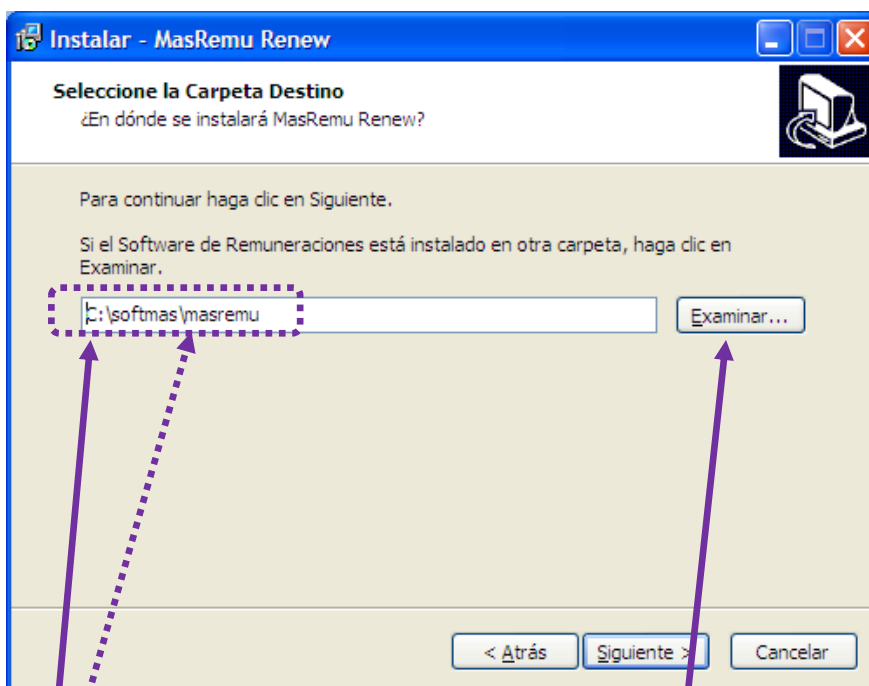 Instalar - MasRemu Renew
Seleccione la Carpeta Destino
¿En dónde se instalará MasRemu Renew?
Para continuar haga clic en Siguiente.
Si el Software de Remuneraciones está instalado en otra carpeta, haga clic en
Examinar.
C:\softmas\masremu
Examinar...
< Atrás
Siguiente >
Cancelar